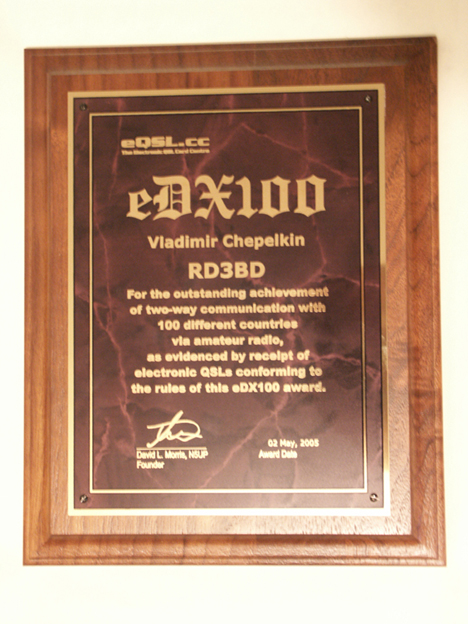 eQSL.cc
The Electronic QSL Card Centre
eDX100
Vladimir Chepelkin
RD3BD
For the outstanding achievement
of two-way communication with
100 different countries
via amateur radio,
as evidenced by receipt of
electronic QSLs conforming to
the rules of this eDX100 award.
David L. Morris, N5UP
Founder
02 May, 2005
Award Date